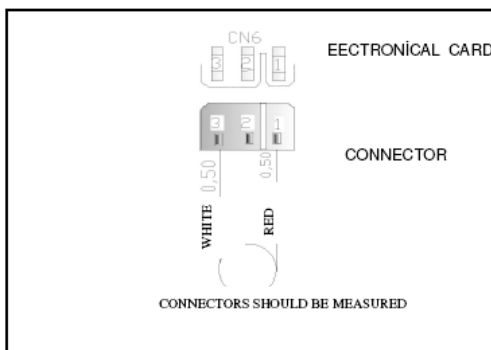 CN6
3 2 1
EECTRONİCAL CARD
3 2 1
CONNECTOR
0,50 0,50
WHITE RED
CONNECTORS SHOULD BE MEASURED